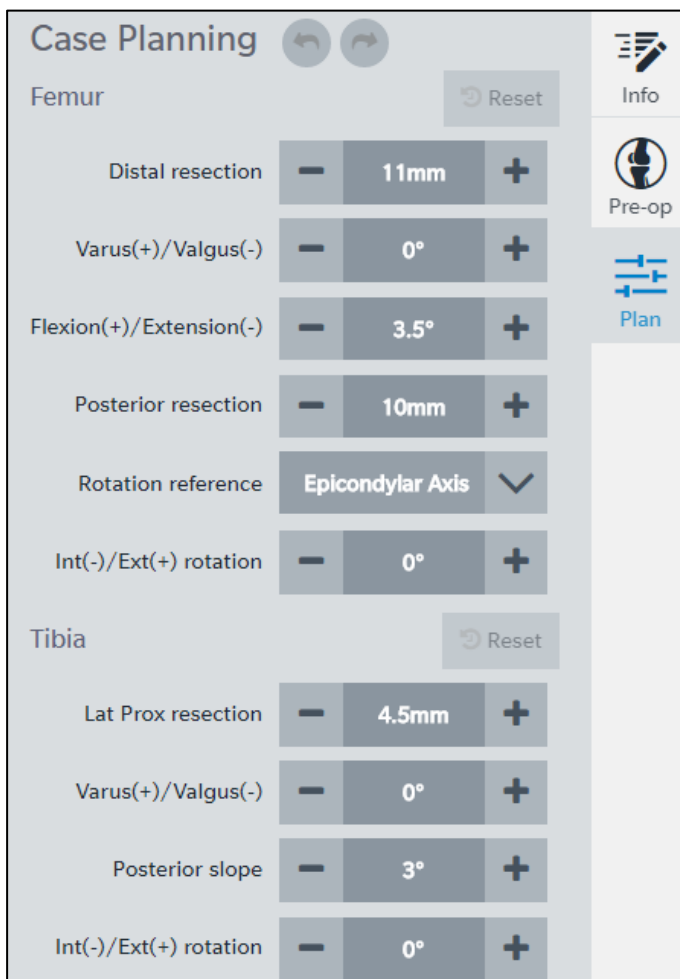 Case Planning
Femur
Reset
Distal resection
11mm
Varus(+)/Valgus(-)
0°
Flexion(+)/Extension(-)
3.5°
Posterior resection
10mm
Rotation reference
Epicondylar Axis
Int(-)/Ext(+) rotation
0°
Tibia
Reset
Lat Prox resection
4.5mm
Varus(+)/Valgus(-)
0°
Posterior slope
3°
Int(-)/Ext(+) rotation
0°
Info
Pre-op
Plan